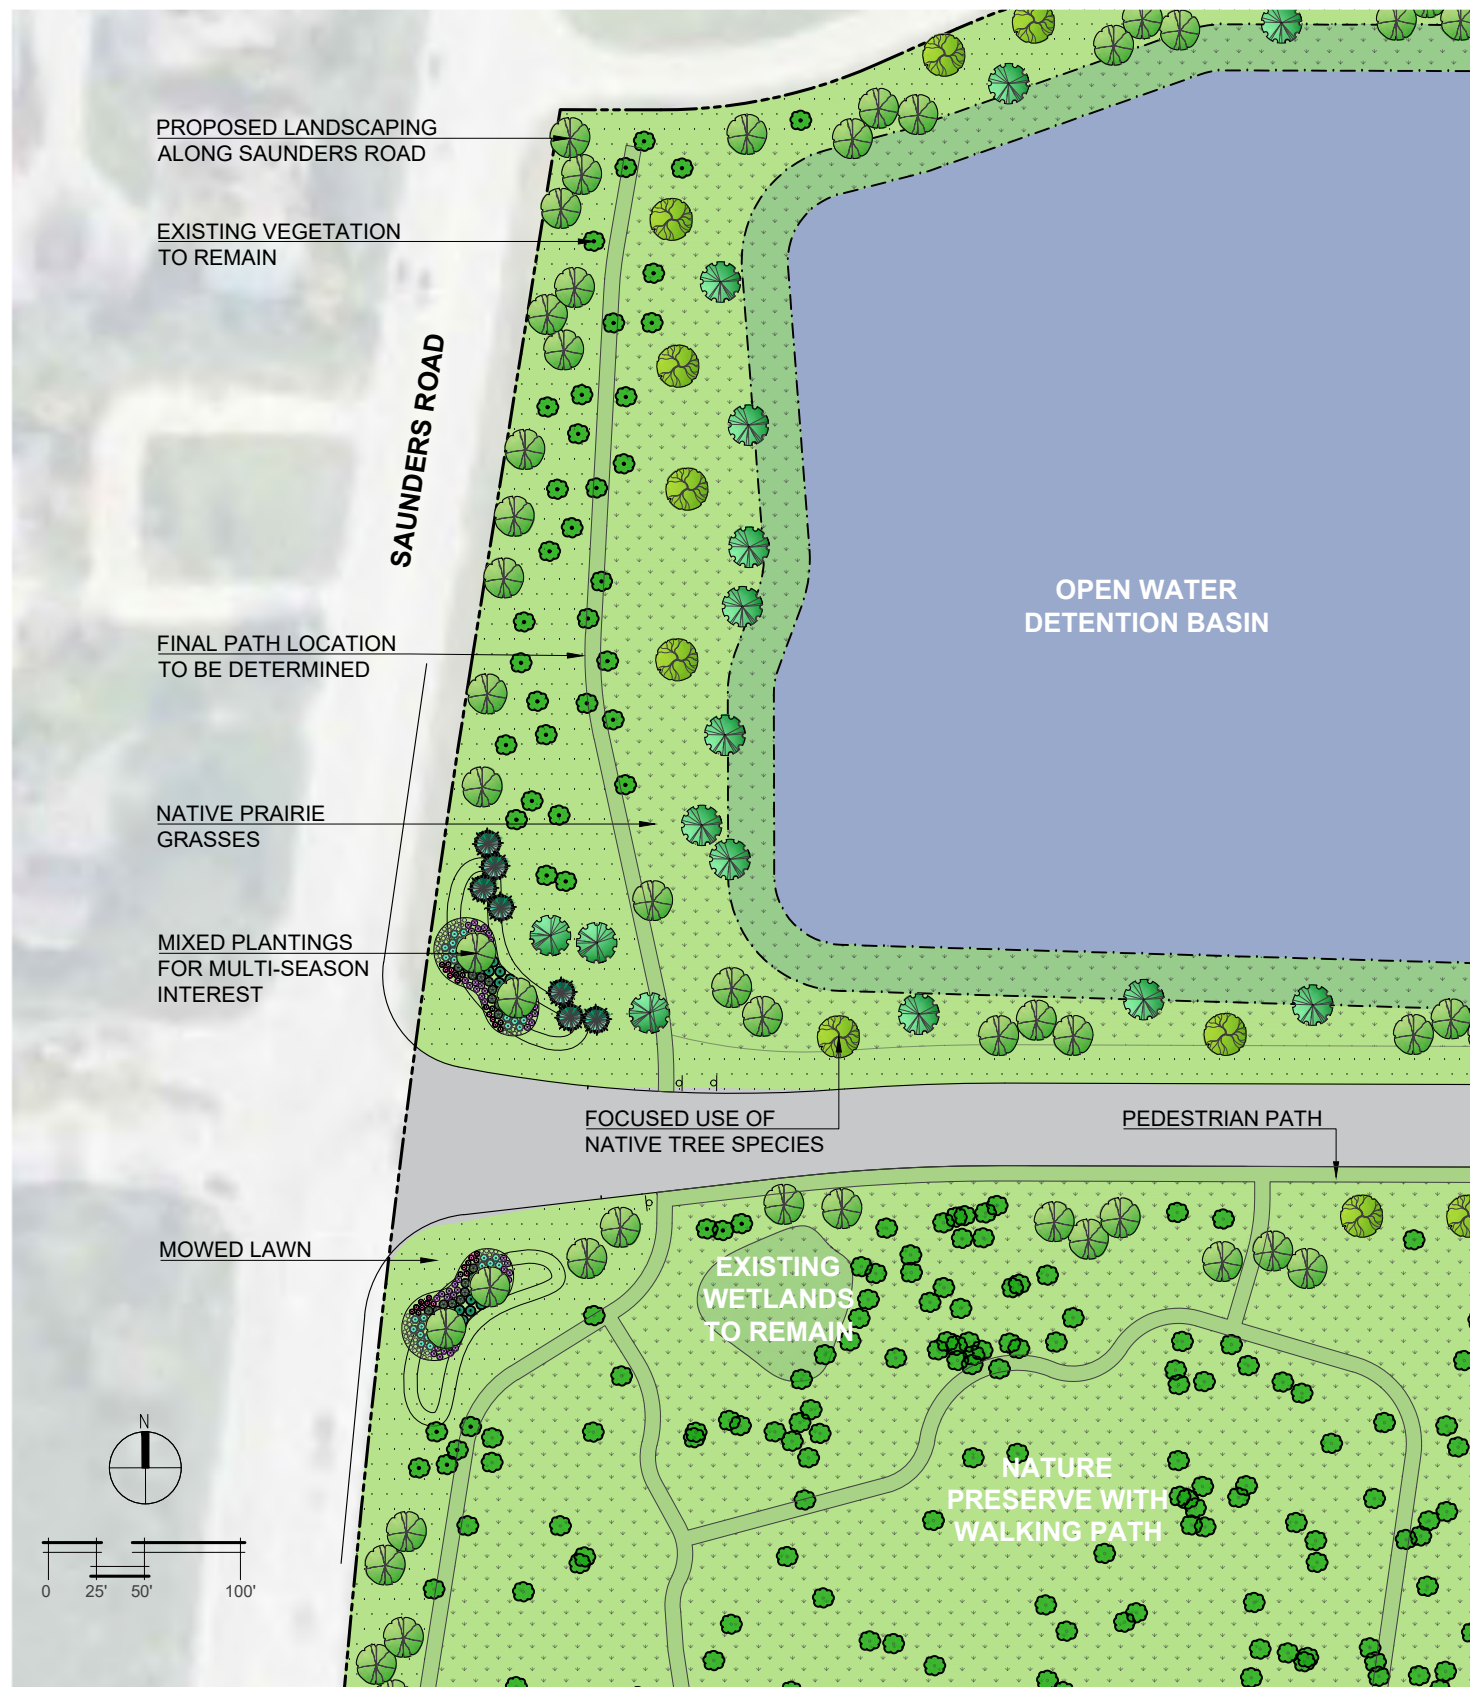 PROPOSED LANDSCAPING
ALONG SAUNDERS ROAD
EXISTING VEGETATION
TO REMAIN
SAUNDERS ROAD
OPEN WATER
DETENTION BASIN
FINAL PATH LOCATION
TO BE DETERMINED
NATIVE PRAIRIE
GRASSES
MIXED PLANTINGS
FOR MULTI-SEASON
INTEREST
FOCUSED USE OF
NATIVE TREE SPECIES
PEDESTRIAN PATH
MOWED LAWN
EXISTING
WETLANDS
TO REMAIN
NATURE
PRESERVE WITH
WALKING PATH
N
0 25' 50' 100'